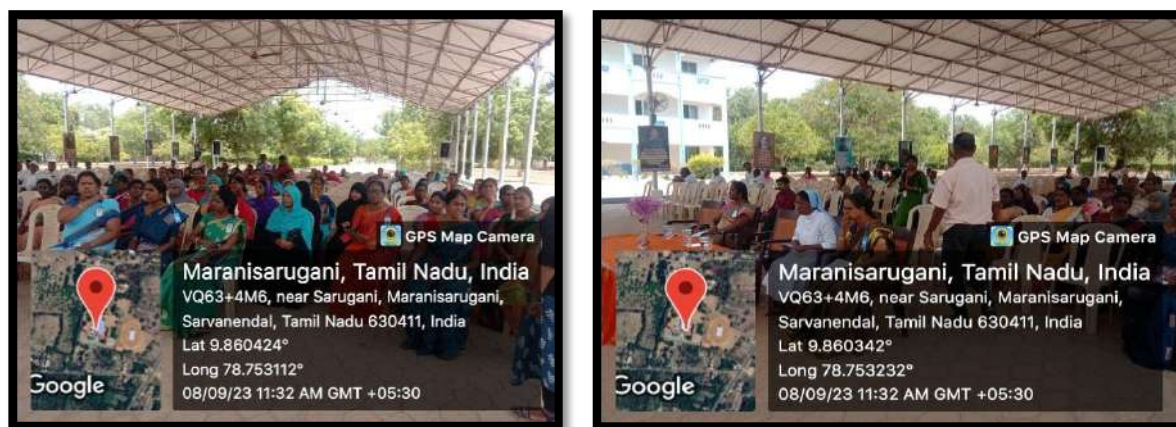 GPS Map Camera
Maranisarugani, Tamil Nadu, India
VQ63+4M6, near Sarugani, Maranisarugani,
Sarvanendal, Tamil Nadu 630411, India
Lat 9.860424°
Long 78.753112°
08/09/23 11:32 AM GMT +05:30
Google
GPS Map Camera
Maranisarugani, Tamil Nadu, India
VQ63+4M6, near Sarugani, Maranisarugani,
Sarvanendal, Tamil Nadu 630411, India
Lat 9.860342°
Long 78.753232°
08/09/23 11:32 AM GMT +05:30
Google